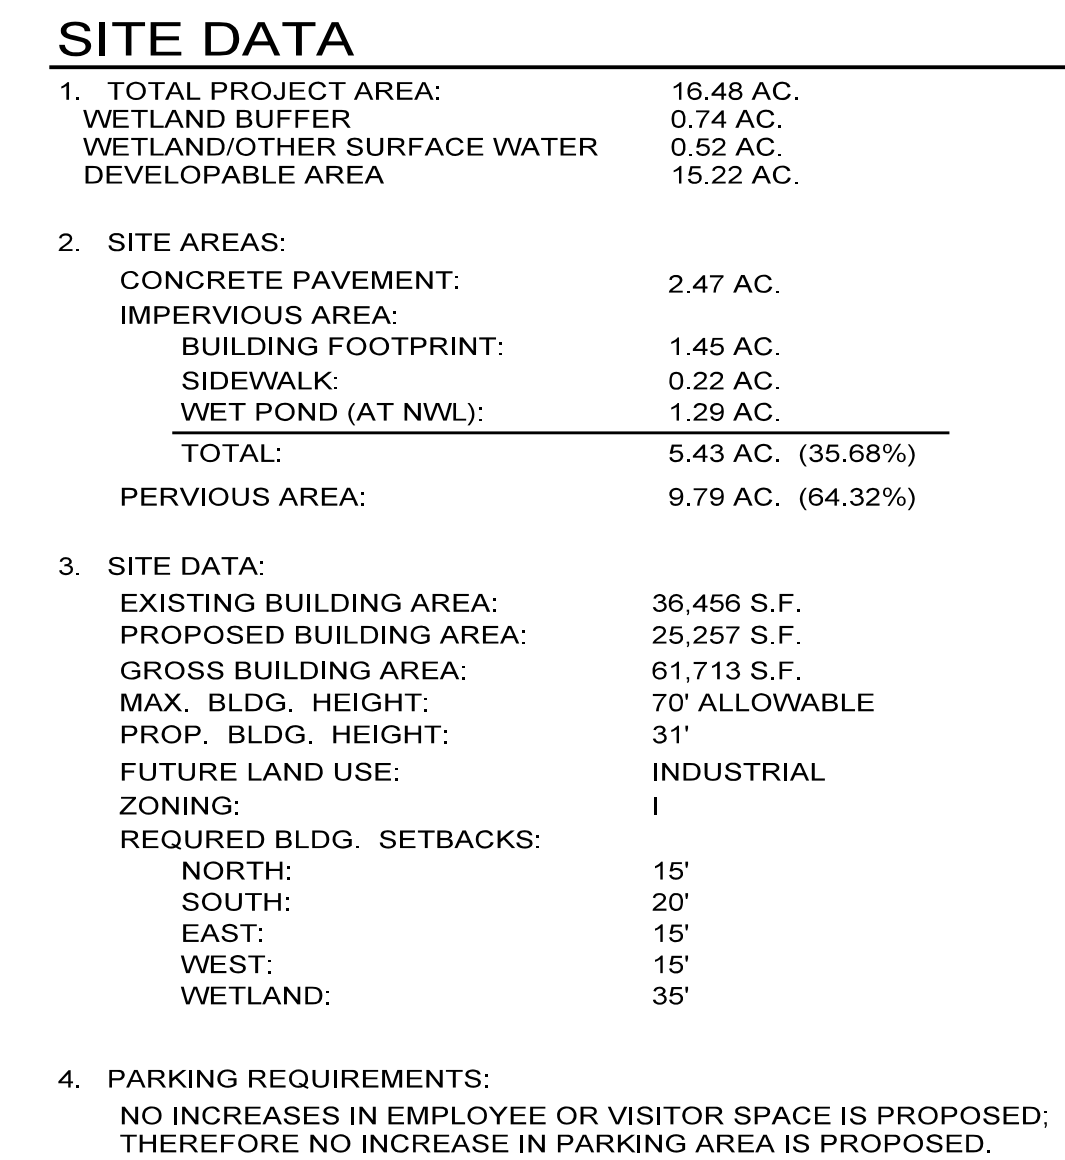 SITE DATA
1. TOTAL PROJECT AREA: 16.48 AC.
WETLAND BUFFER 0.74 AC.
WETLAND/OTHER SURFACE WATER 0.52 AC.
DEVELOPABLE AREA 15.22 AC.
2. SITE AREAS:
CONCRETE PAVEMENT: 2.47 AC.
IMPERVIOUS AREA:
BUILDING FOOTPRINT: 1.45 AC.
SIDEWALK: 0.22 AC.
WET POND (AT NWL): 1.29 AC.
TOTAL: 5.43 AC. (35.68%)
PERVIOUS AREA: 9.79 AC. (64.32%)
3. SITE DATA:
EXISTING BUILDING AREA: 36,456 S.F.
PROPOSED BUILDING AREA: 25,257 S.F.
GROSS BUILDING AREA: 61,713 S.F.
MAX. BLDG. HEIGHT: 70' ALLOWABLE
PROP. BLDG. HEIGHT: 31'
FUTURE LAND USE: INDUSTRIAL
ZONING: I
REQURED BLDG. SETBACKS:
NORTH: 15'
SOUTH: 20'
EAST: 15'
WEST: 15'
WETLAND: 35'
4. PARKING REQUIREMENTS:
NO INCREASES IN EMPLOYEE OR VISITOR SPACE IS PROPOSED;
THEREFORE NO INCREASE IN PARKING AREA IS PROPOSED.